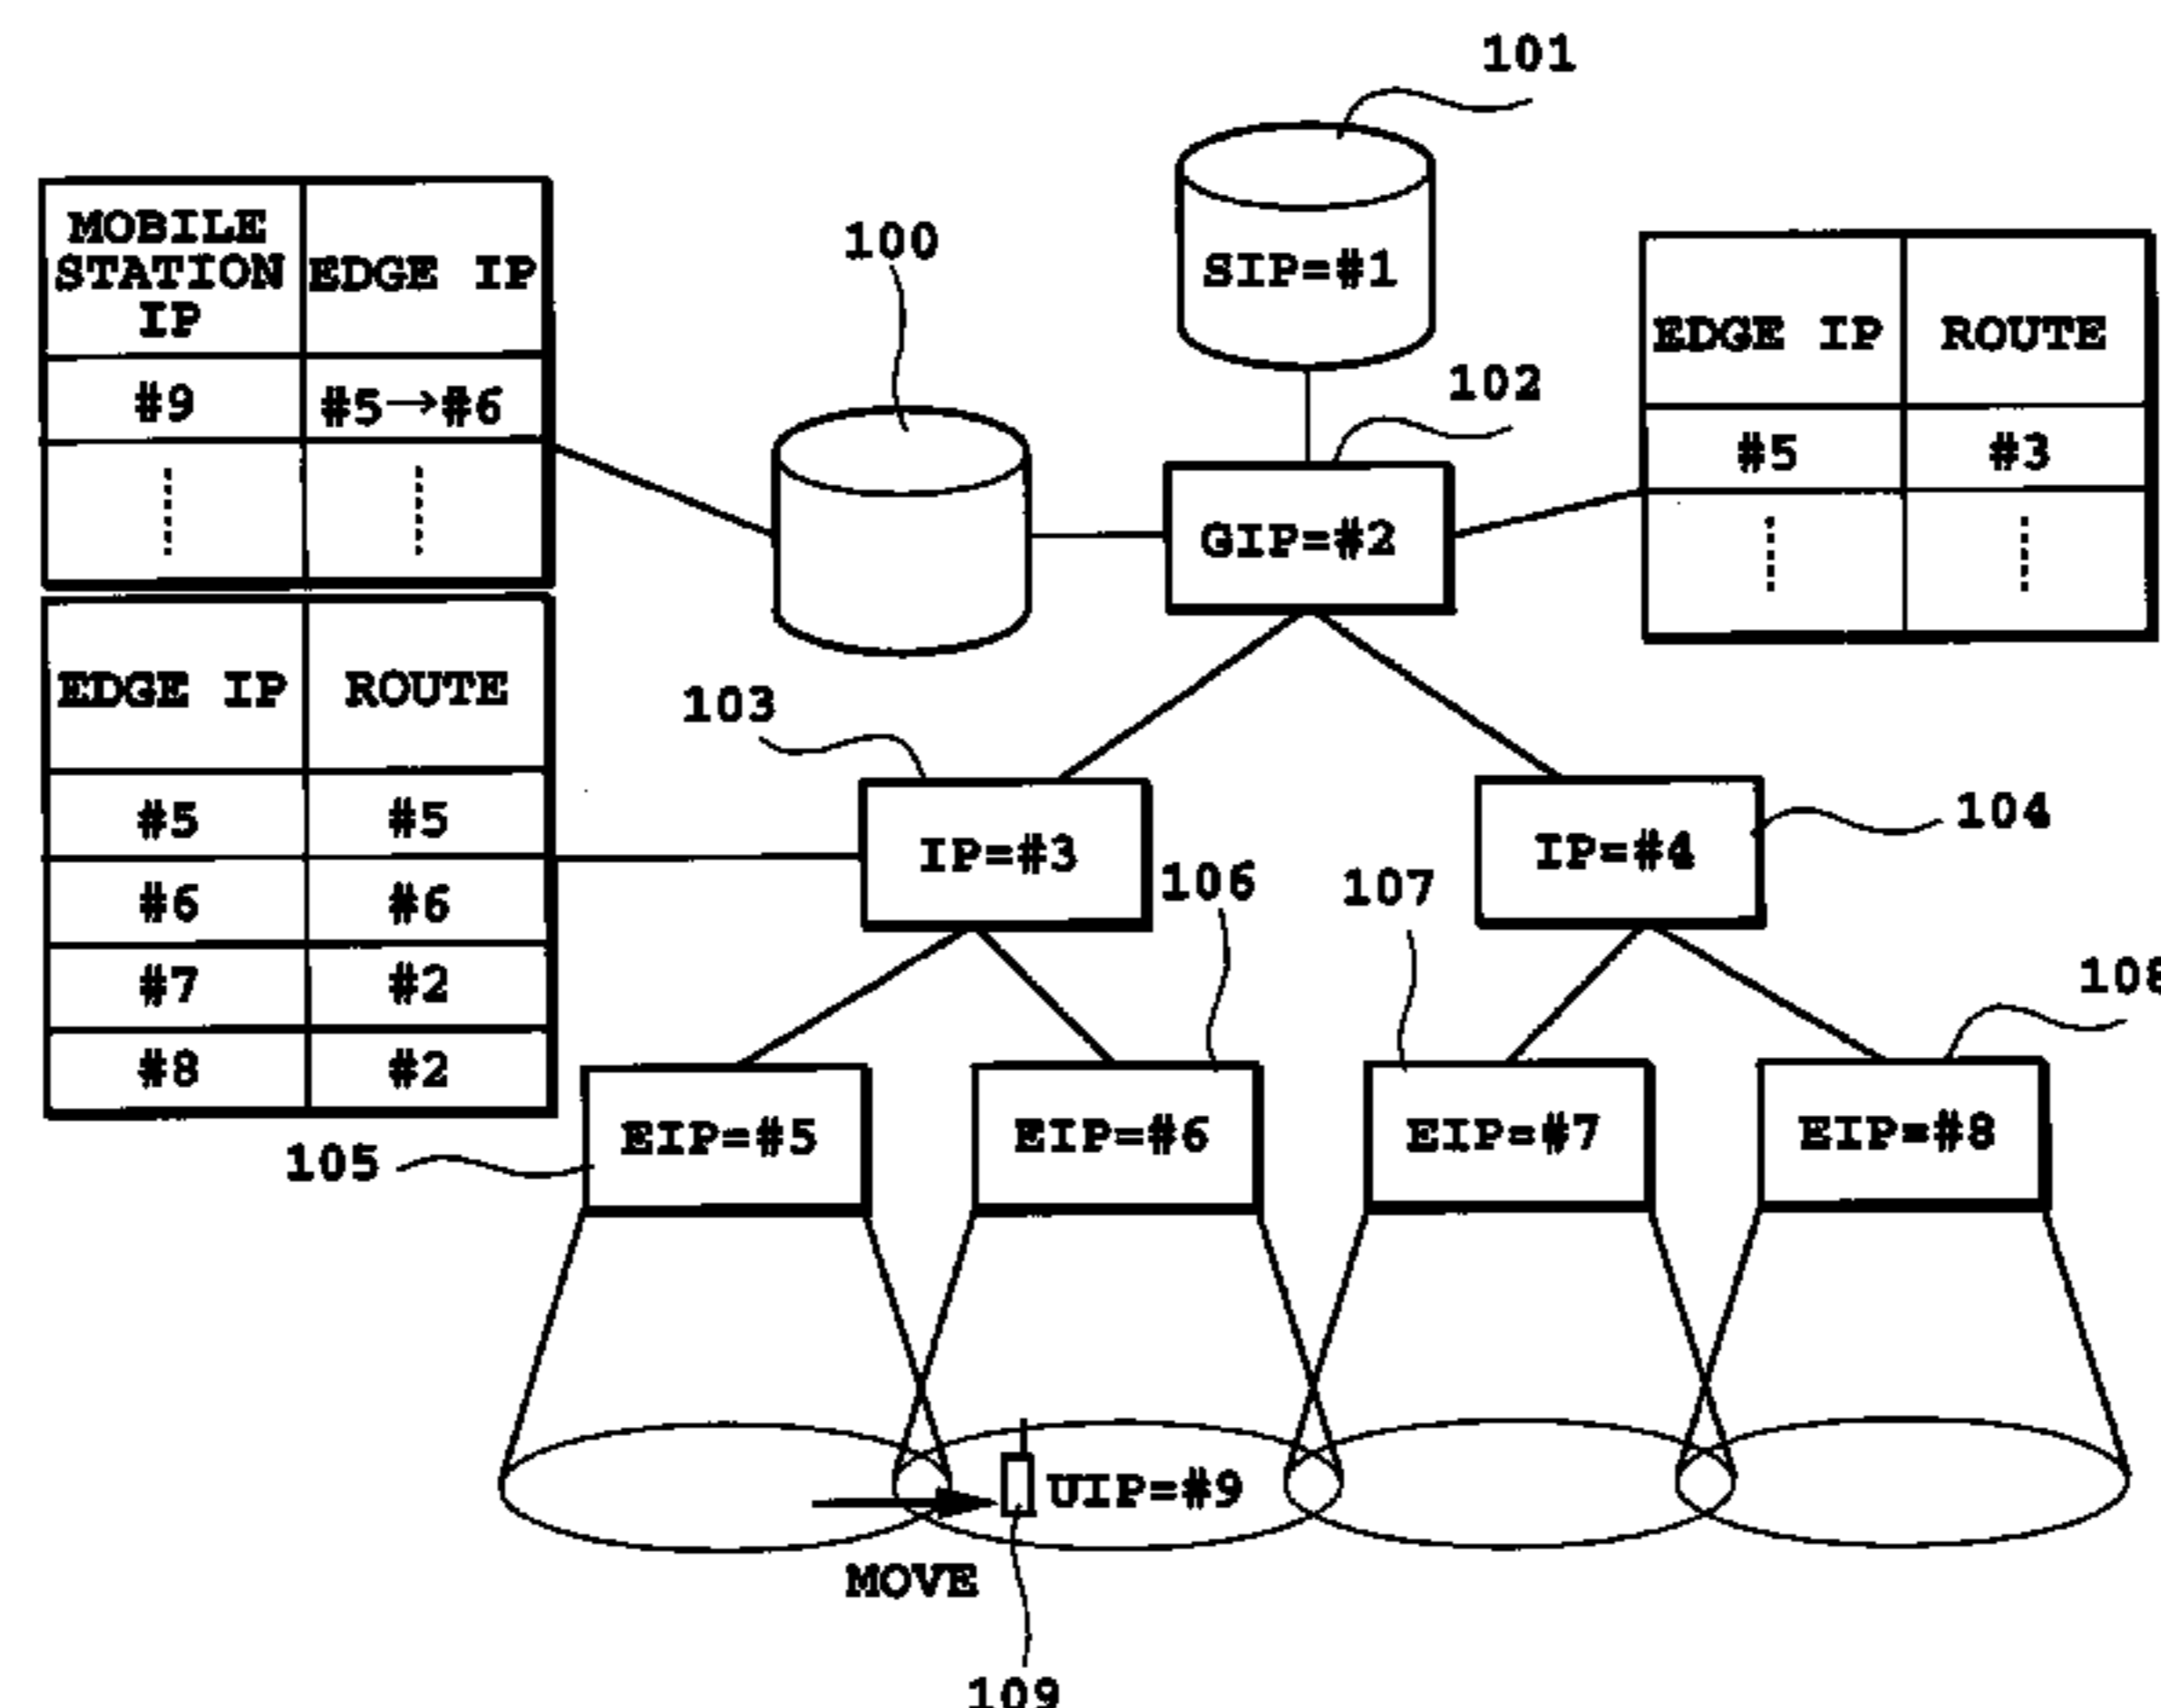 101
MOBILE STATION IP
EDGE IP
#9
#5→#6
100
SIP=#1
EDGE IP
ROUTE
#5
#3
102
GIP=#2
EDGE IP
ROUTE
#5
#5
#6
#6
#7
#2
#8
#2
103
IP=#3
104
IP=#4
106
107
108
105
EIP=#5
EIP=#6
EIP=#7
EIP=#8
UIP=#9
MOVE
109